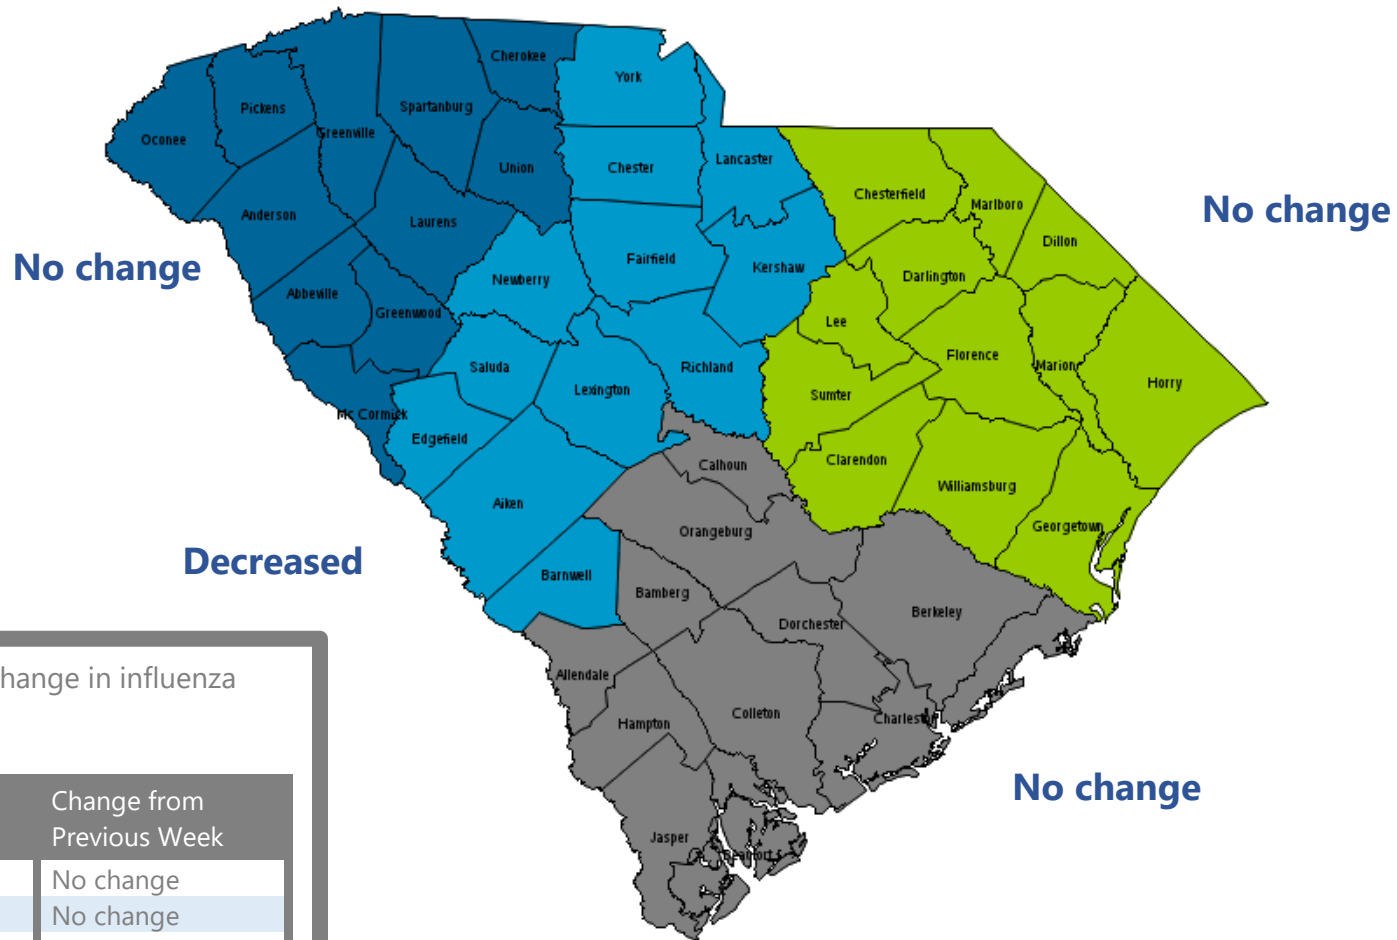 Cherokee
York
Pickens
Spartanburg
Oconee
Greenville
Union
Chester
Lancaster
Chesterfield
Marlboro
No change
Anderson
Laurens
Dillon
No change
Fairfield
Kershaw
Newberry
Darlington
Abbeville
Greenwood
Lee
Florence
Saluda
Richland
Marion
Horry
Lexington
Sumter
Mc Cormick
Edgefield
Calhoun
Clarendon
Williamsburg
Aiken
Orangeburg
Georgetown
Decreased
Barnwell
Bamberg
Berkeley
Dorchester
hange in influenza
Allendale
Colleton
Hampton
Charleston
No change
Change from
Previous Week
Jasper
Beaufort
No change
No change